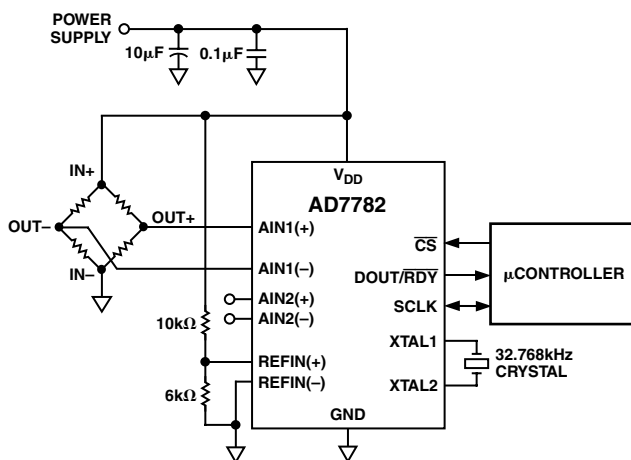 POWER
SUPPLY
10µF
0.1µF
IN+
OUT–
OUT+
IN–
VDD
AD7782
AIN1(+)
AIN1(–)
AIN2(+)
AIN2(–)
REFIN(+)
REFIN(–)
10kΩ
6kΩ
GND
CS
DOUT/RDY
SCLK
XTAL1
XTAL2
µCONTROLLER
32.768kHz
CRYSTAL